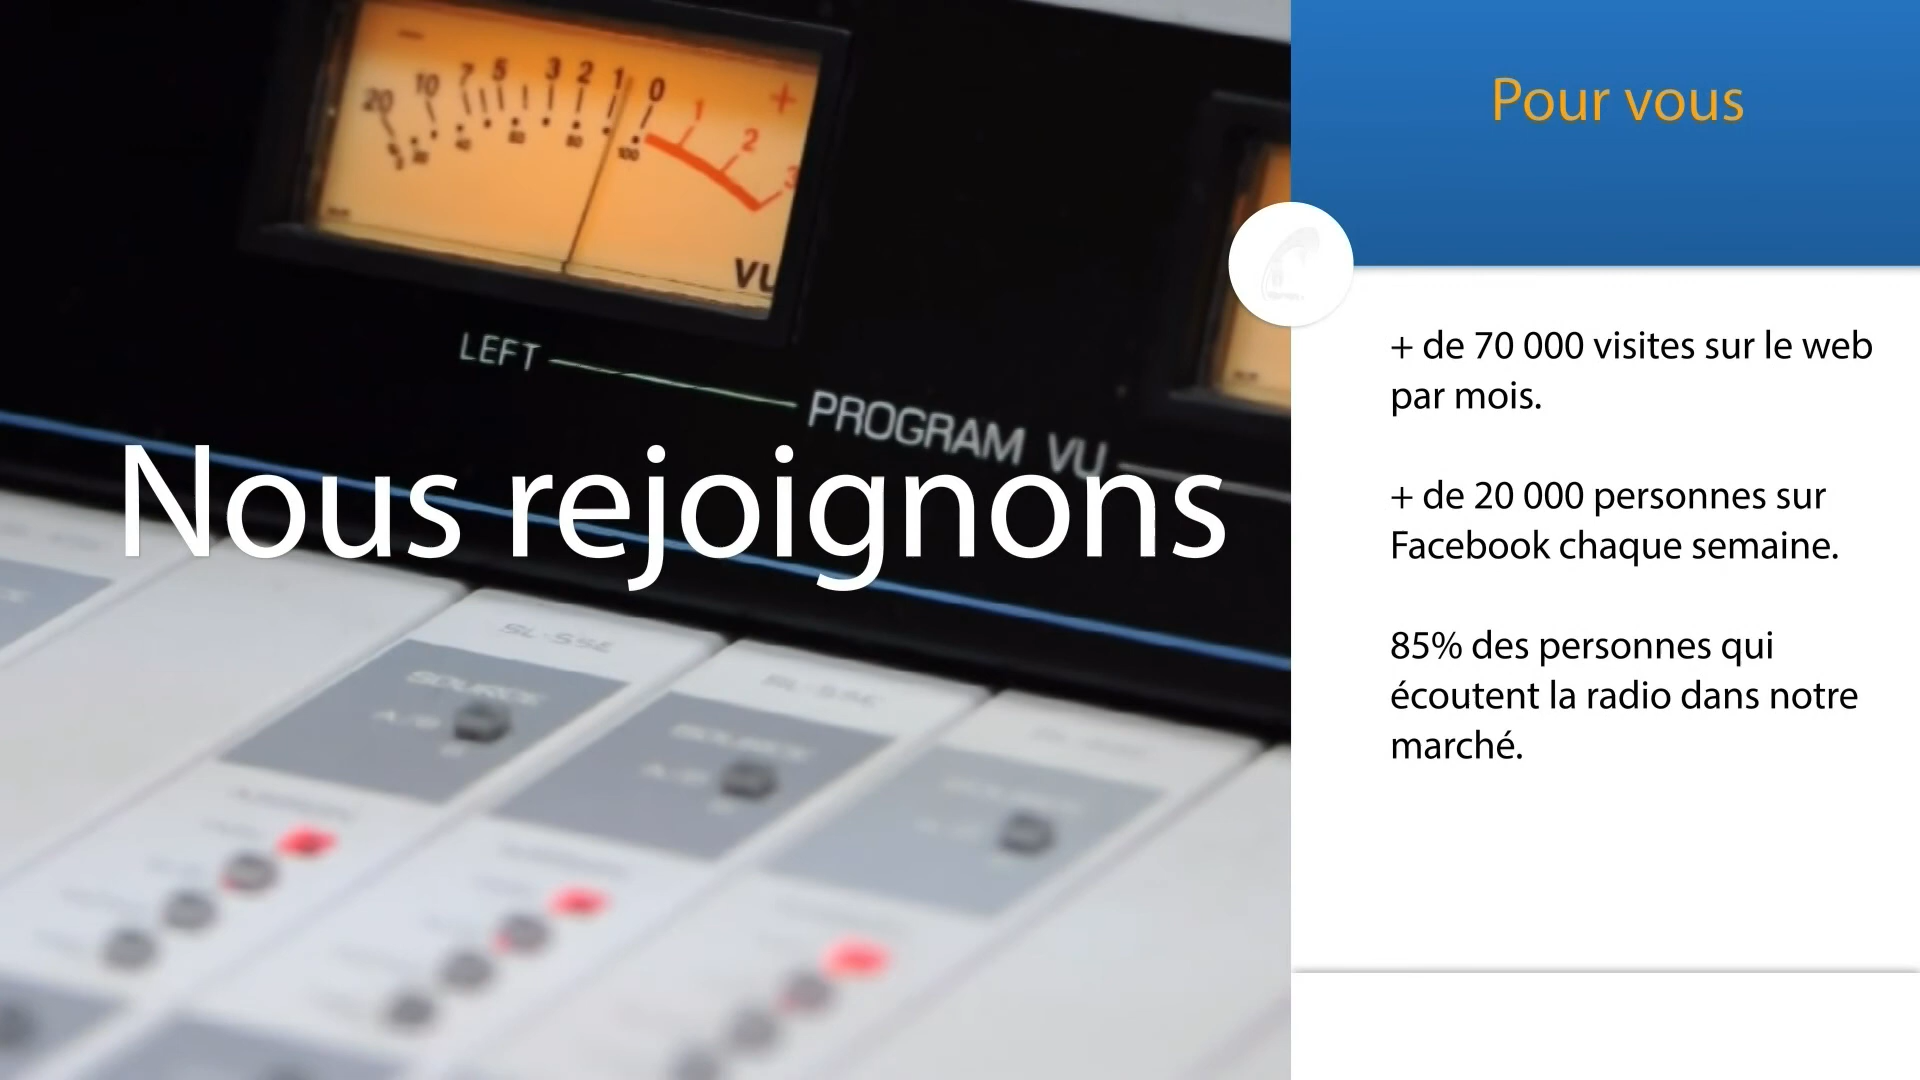 20 10 7 5 3 2 1 0 1 2 3
VU
LEFT
PROGRAM VU
Nous rejoignons
SOURCE
Pour vous
+ de 70 000 visites sur le web
par mois.
+ de 20 000 personnes sur
Facebook chaque semaine.
85% des personnes qui
écoutent la radio dans notre
marché.